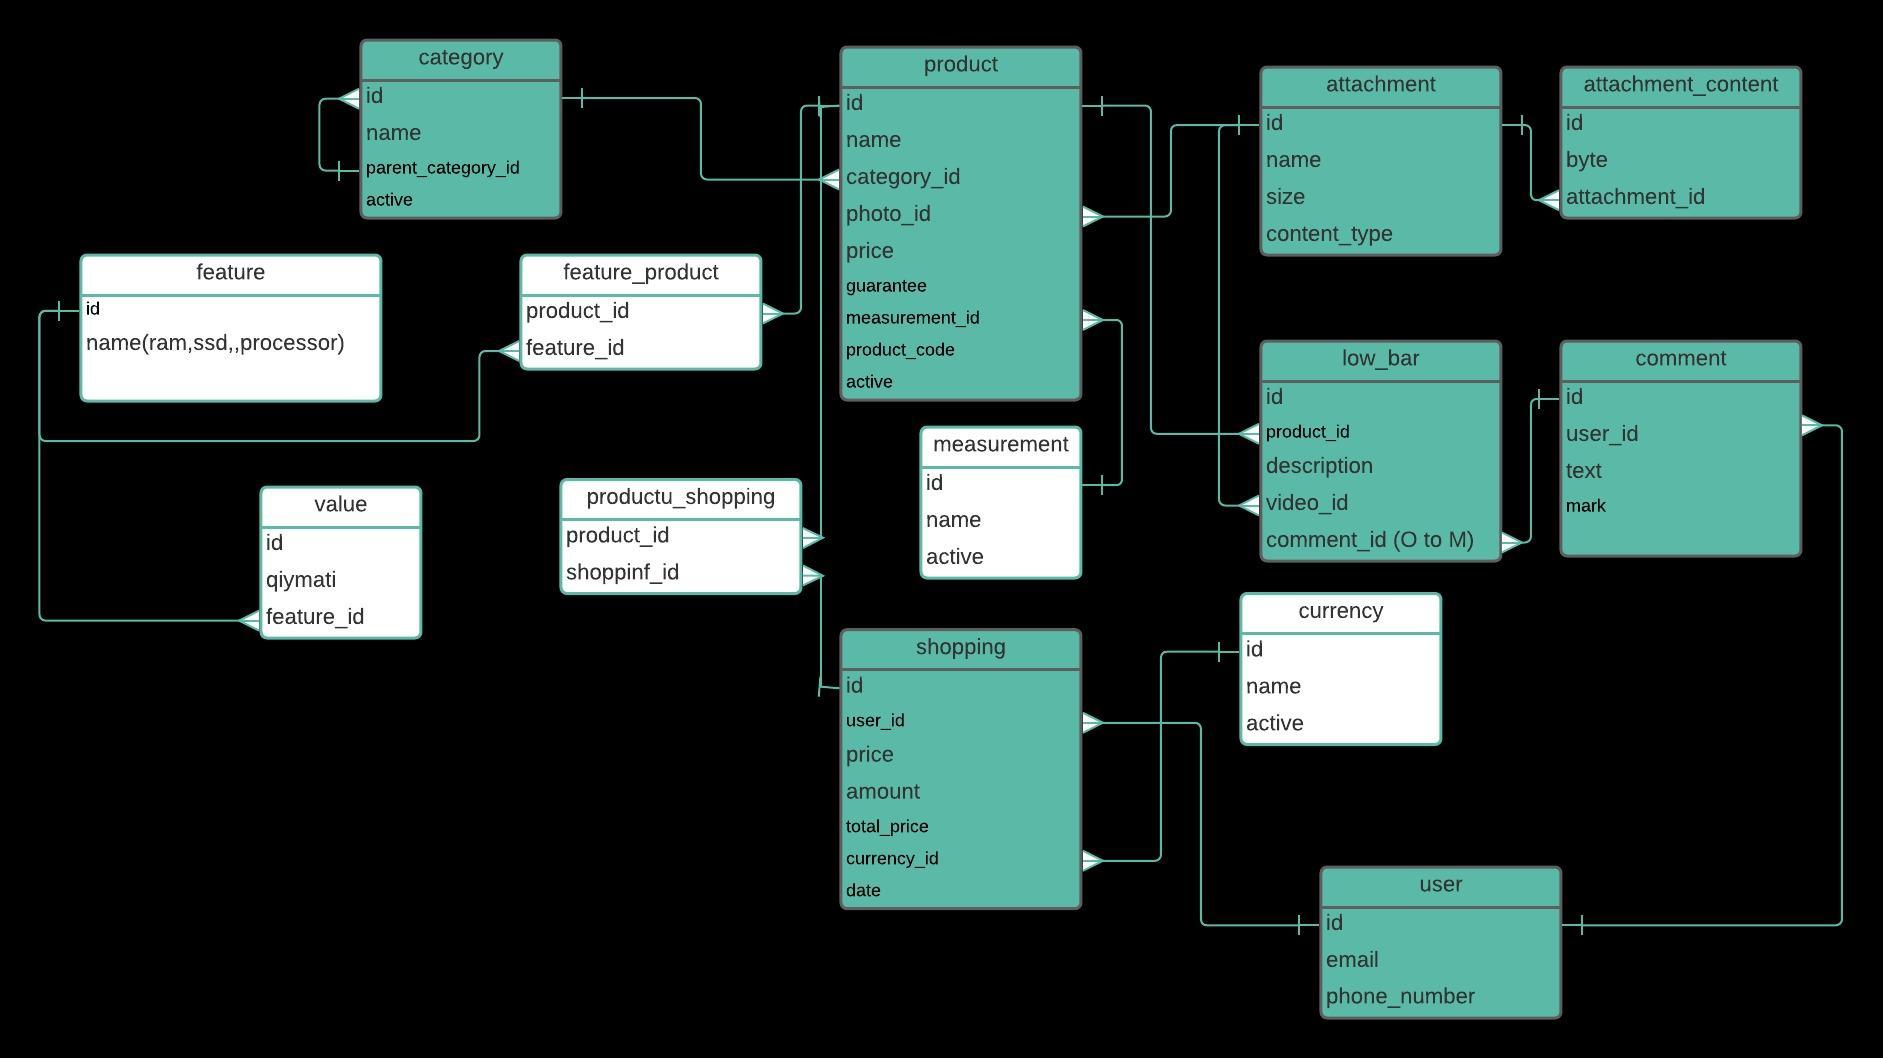 category
id
name
parent_category_id
active
product
id
name
category_id
photo_id
price
guarantee
measurement_id
product_code
active
attachment
id
name
size
content_type
attachment_content
id
byte
attachment_id
feature
id
name(ram,ssd,,processor)
feature_product
product_id
feature_id
low_bar
id
product_id
description
video_id
comment_id (O to M)
comment
id
user_id
text
mark
measurement
id
name
active
value
id
qiymati
feature_id
productu_shopping
product_id
shoppinf_id
currency
id
name
active
shopping
id
user_id
price
amount
total_price
currency_id
date
user
id
email
phone_number